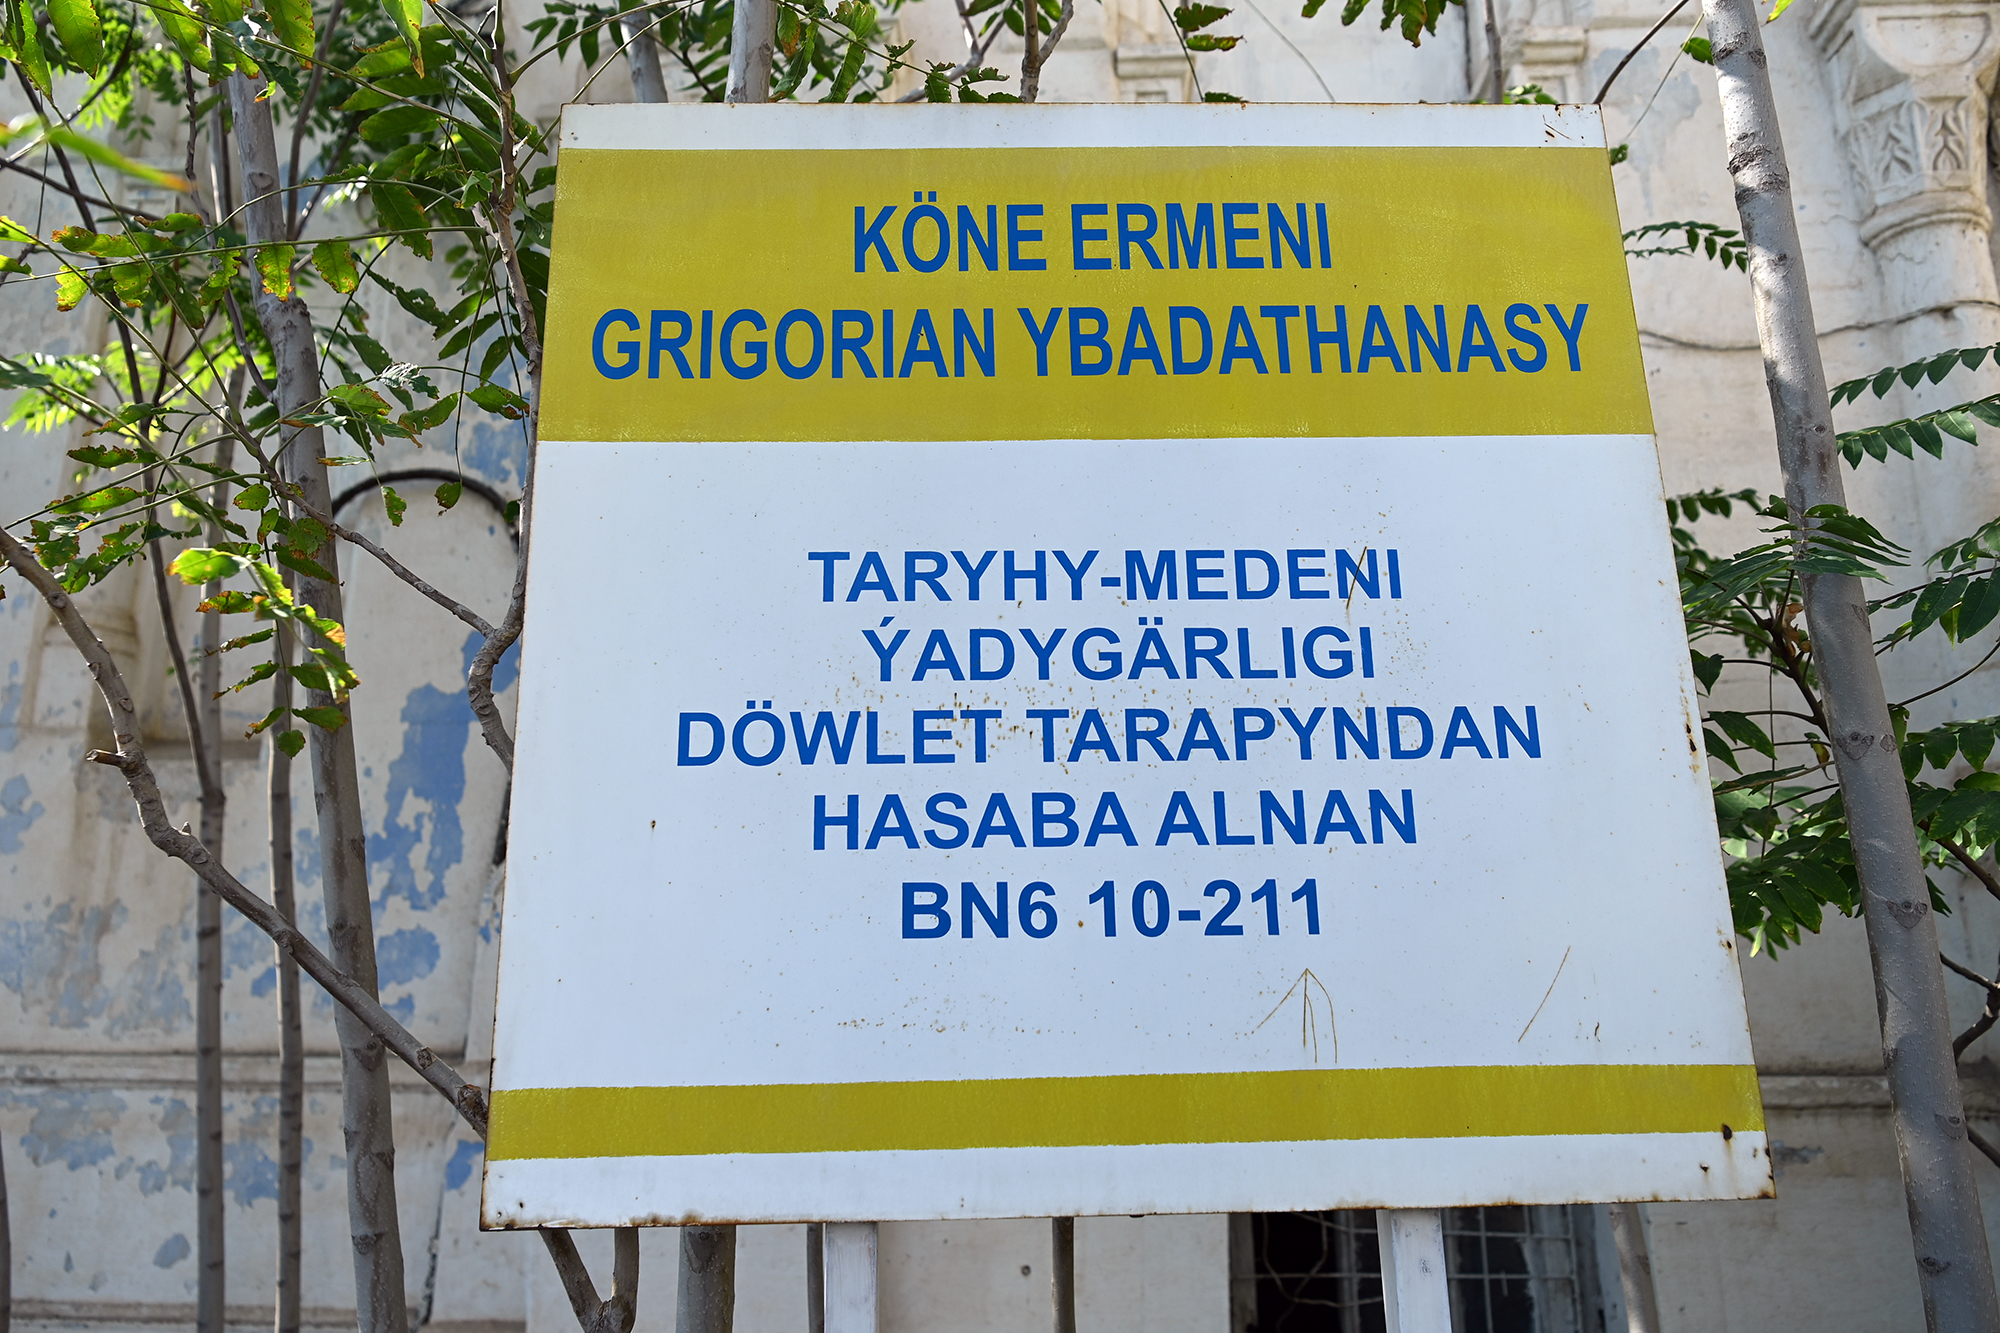 KÖNE ERMENI
GRIGORIAN YBADATHANASY
TARYHY-MEDENI
ÝADYGÄRLIGI
DÖWLET TARAPYNDAN
HASABA ALNAN
BN6 10-211